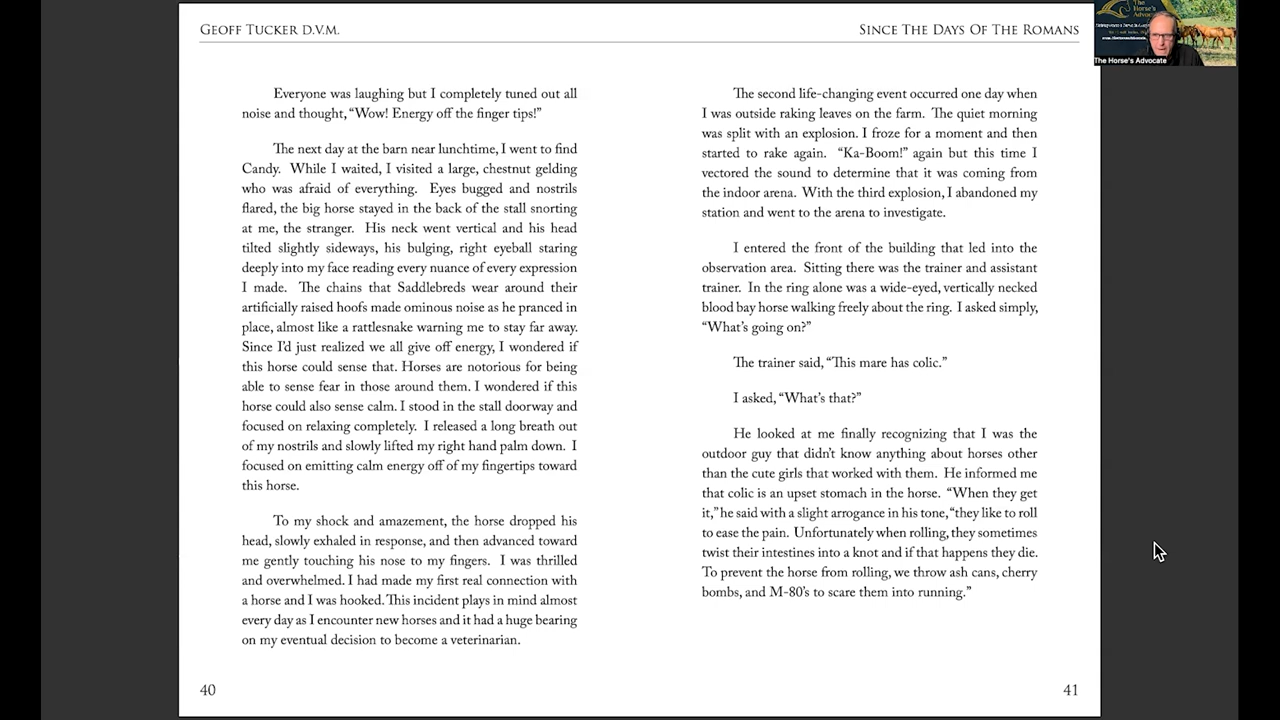 GEOFF TUCKER D.V.M.
SINCE THE DAYS OF THE ROMANS
Everyone was laughing but I completely tuned out all
noise and thought, “Wow! Energy off the finger tips!”
The next day at the barn near lunchtime, I went to find
Candy. While I waited, I visited a large, chestnut gelding
who was afraid of everything. Eyes bugged and nostrils
flared, the big horse stayed in the back of the stall snorting
at me, the stranger. His neck went vertical and his head
tilted slightly sideways, his bulging, right eyeball staring
deeply into my face reading every nuance of every expression
I made. The chains that Saddlebreds wear around their
artificially raised hoofs made ominous noise as he pranced in
place, almost like a rattlesnake warning me to stay far away.
Since I’d just realized we all give off energy, I wondered if
this horse could sense that. Horses are notorious for being
able to sense fear in those around them. I wondered if this
horse could also sense calm. I stood in the stall doorway and
focused on relaxing completely. I released a long breath out
of my nostrils and slowly lifted my right hand palm down. I
focused on emitting calm energy off of my fingertips toward
this horse.
To my shock and amazement, the horse dropped his
head, slowly exhaled in response, and then advanced toward
me gently touching his nose to my fingers. I was thrilled
and overwhelmed. I had made my first real connection with
a horse and I was hooked. This incident plays in mind almost
every day as I encounter new horses and it had a huge bearing
on my eventual decision to become a veterinarian.
40
The second life-changing event occurred one day when
I was outside raking leaves on the farm. The quiet morning
was split with an explosion. I froze for a moment and then
started to rake again. “Ka-Boom!” again but this time I
vectored the sound to determine that it was coming from
the indoor arena. With the third explosion, I abandoned my
station and went to the arena to investigate.
I entered the front of the building that led into the
observation area. Sitting there was the trainer and assistant
trainer. In the ring alone was a wide-eyed, vertically necked
blood bay horse walking freely about the ring. I asked simply,
“What’s going on?”
The trainer said, “This mare has colic.”
I asked, “What’s that?”
He looked at me finally recognizing that I was the
outdoor guy that didn’t know anything about horses other
than the cute girls that worked with them. He informed me
that colic is an upset stomach in the horse. “When they get
it,” he said with a slight arrogance in his tone, “they like to roll
to ease the pain. Unfortunately when rolling, they sometimes
twist their intestines into a knot and if that happens they die.
To prevent the horse from rolling, we throw ash cans, cherry
bombs, and M-80’s to scare them into running.”
41
The Horse's
The Horse's Advocate